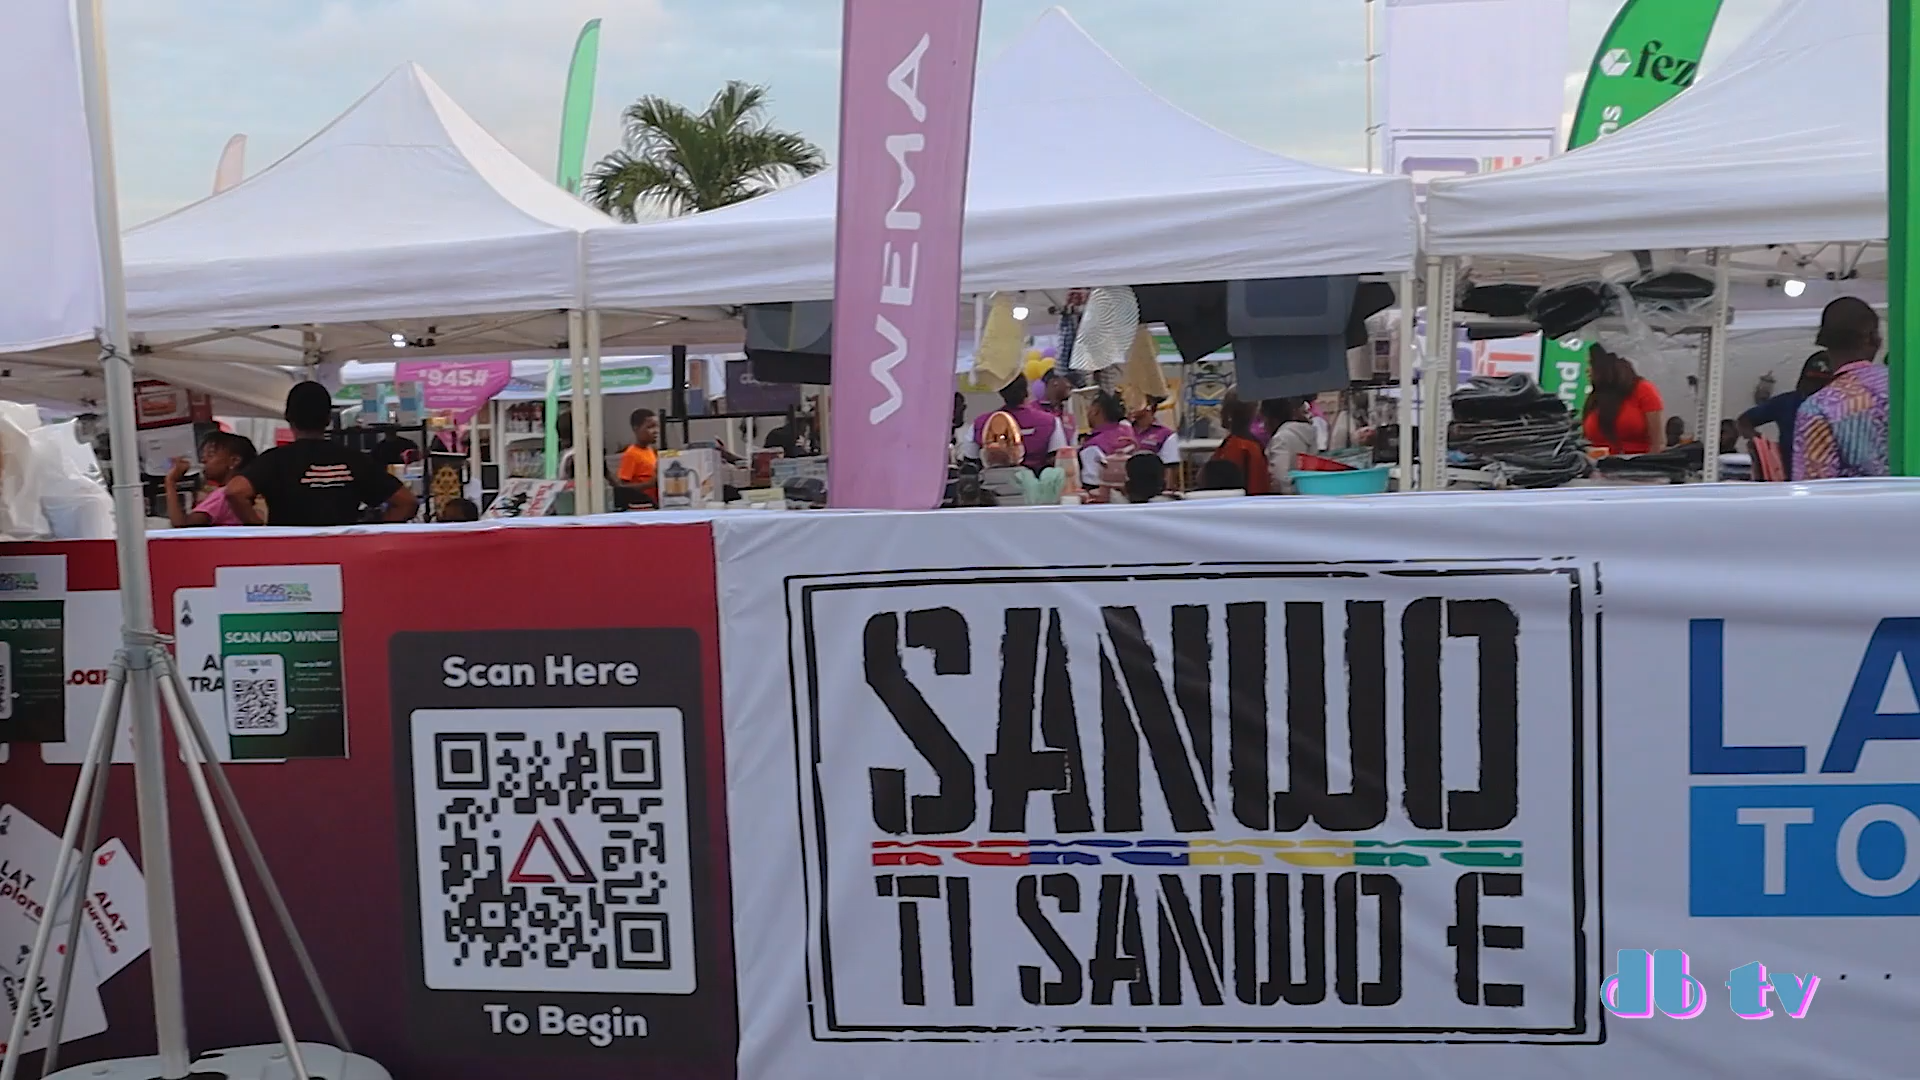 WEMA
fez
*945#
SCAN AND WIN!!!!
SCAN ME
Scan Here
To Begin
SANWO
TI SANWO E
LA
TO
ALAT
db tv